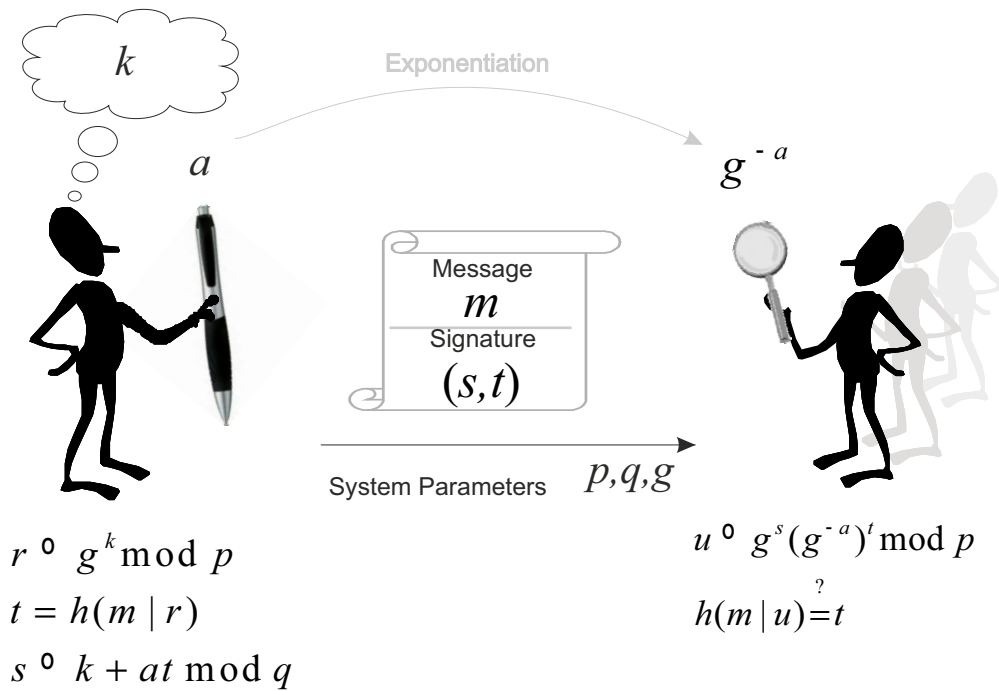 k
Exponentiation
a
g^{-a}
Message
m
Signature
(s,t)
System Parameters p,q,g
r º g^k mod p
t = h(m | r)
s º k + at mod q
u º g^s(g^{-a})^t mod p
h(m | u) =^? t